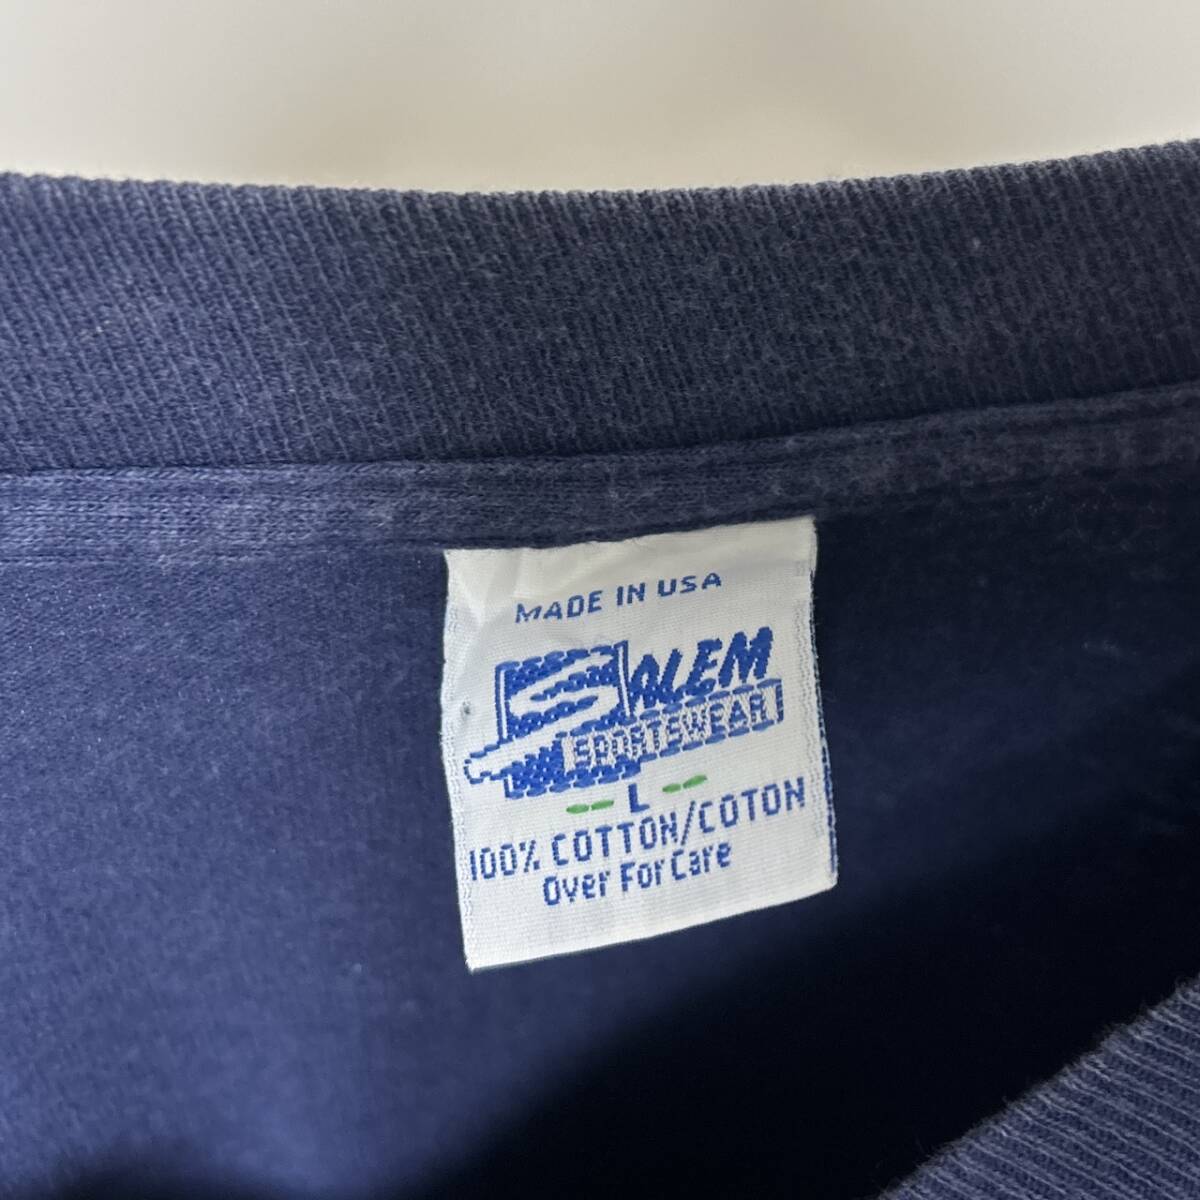 MADE IN USA
SALEM
SPORTSWEAR
-- L --
100% COTTON/COTON
Over For Care